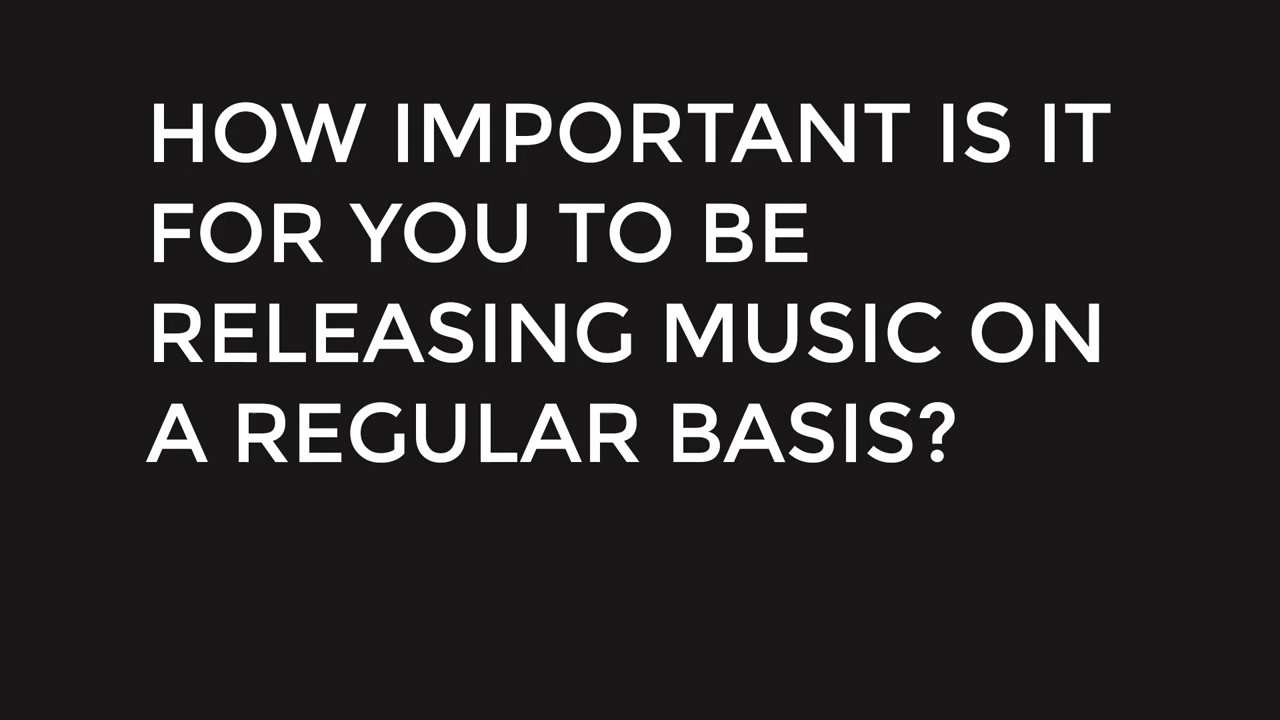 HOW IMPORTANT IS IT
FOR YOU TO BE
RELEASING MUSIC ON
A REGULAR BASIS?